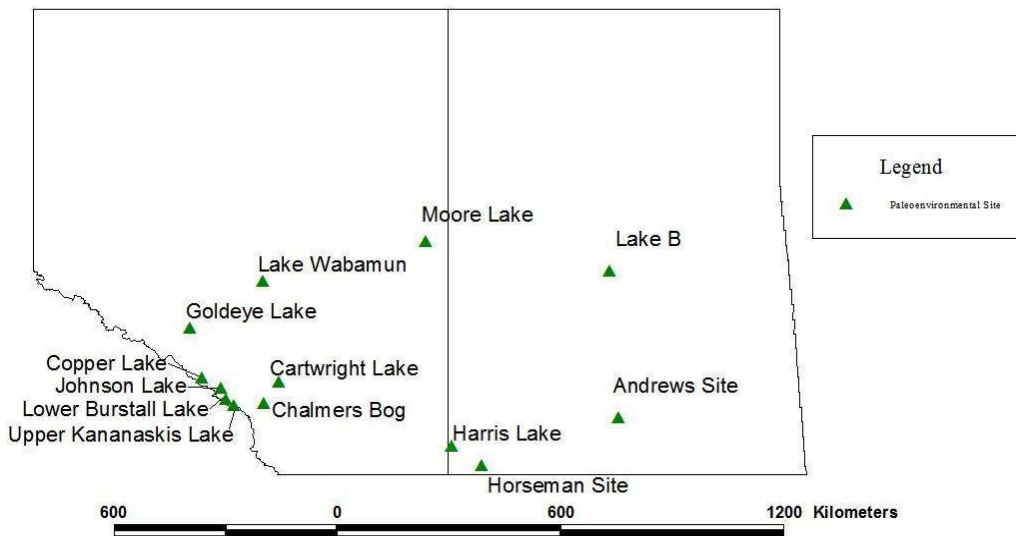 Legend
Paleoenvironmental Site
Moore Lake
Lake B
Lake Wabamun
Goldeye Lake
Copper Lake
Cartwright Lake
Johnson Lake
Andrews Site
Lower Burstall Lake
Chalmers Bog
Upper Kananaskis Lake
Harris Lake
Horseman Site
600 0 600 1200 Kilometers